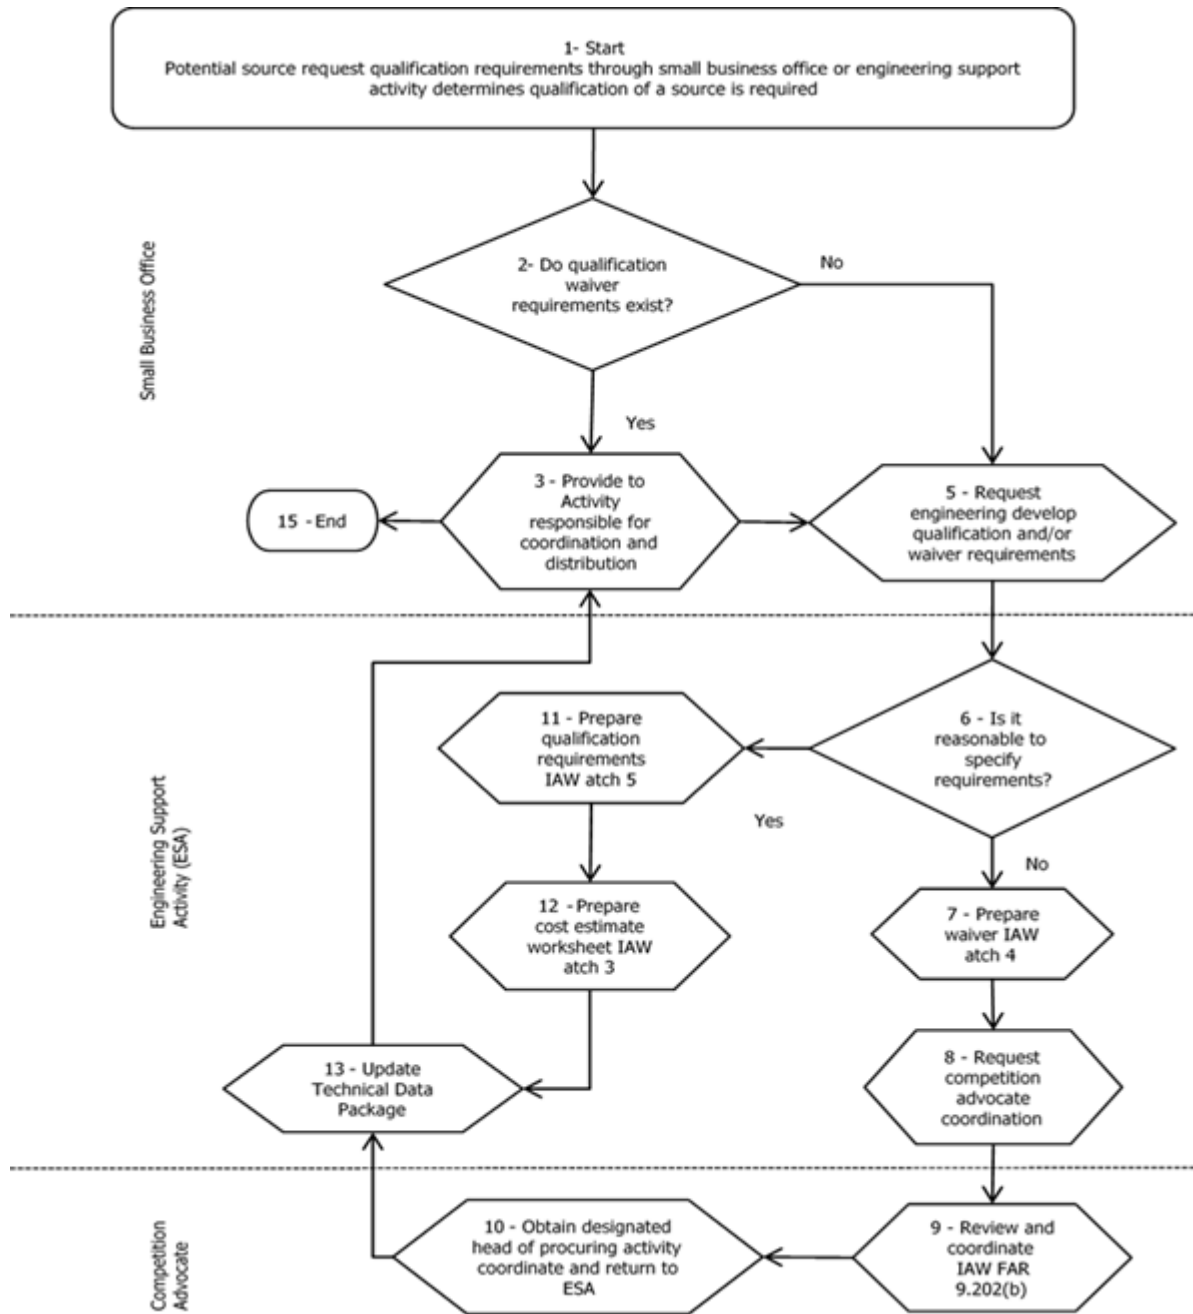 1- Start
Potential source request qualification requirements through small business office or engineering support
activity determines qualification of a source is required
Small Business Office
2- Do qualification
waiver
requirements exist?
No
Yes
3 - Provide to
Activity
responsible for
coordination and
distribution
15 - End
5 - Request
engineering develop
qualification and/or
waiver requirements
Engineering Support
Activity (ESA)
6 - Is it
reasonable to
specify
requirements?
11 - Prepare
qualification
requirements
IAW atch 5
Yes
No
12 - Prepare
cost estimate
worksheet IAW
atch 3
7 - Prepare
waiver IAW
atch 4
13 - Update
Technical Data
Package
8 - Request
competition
advocate
coordination
Competition
Advocate
10 - Obtain designated
head of procuring activity
coordinate and return to
ESA
9 - Review and
coordinate
IAW FAR
9.202(b)